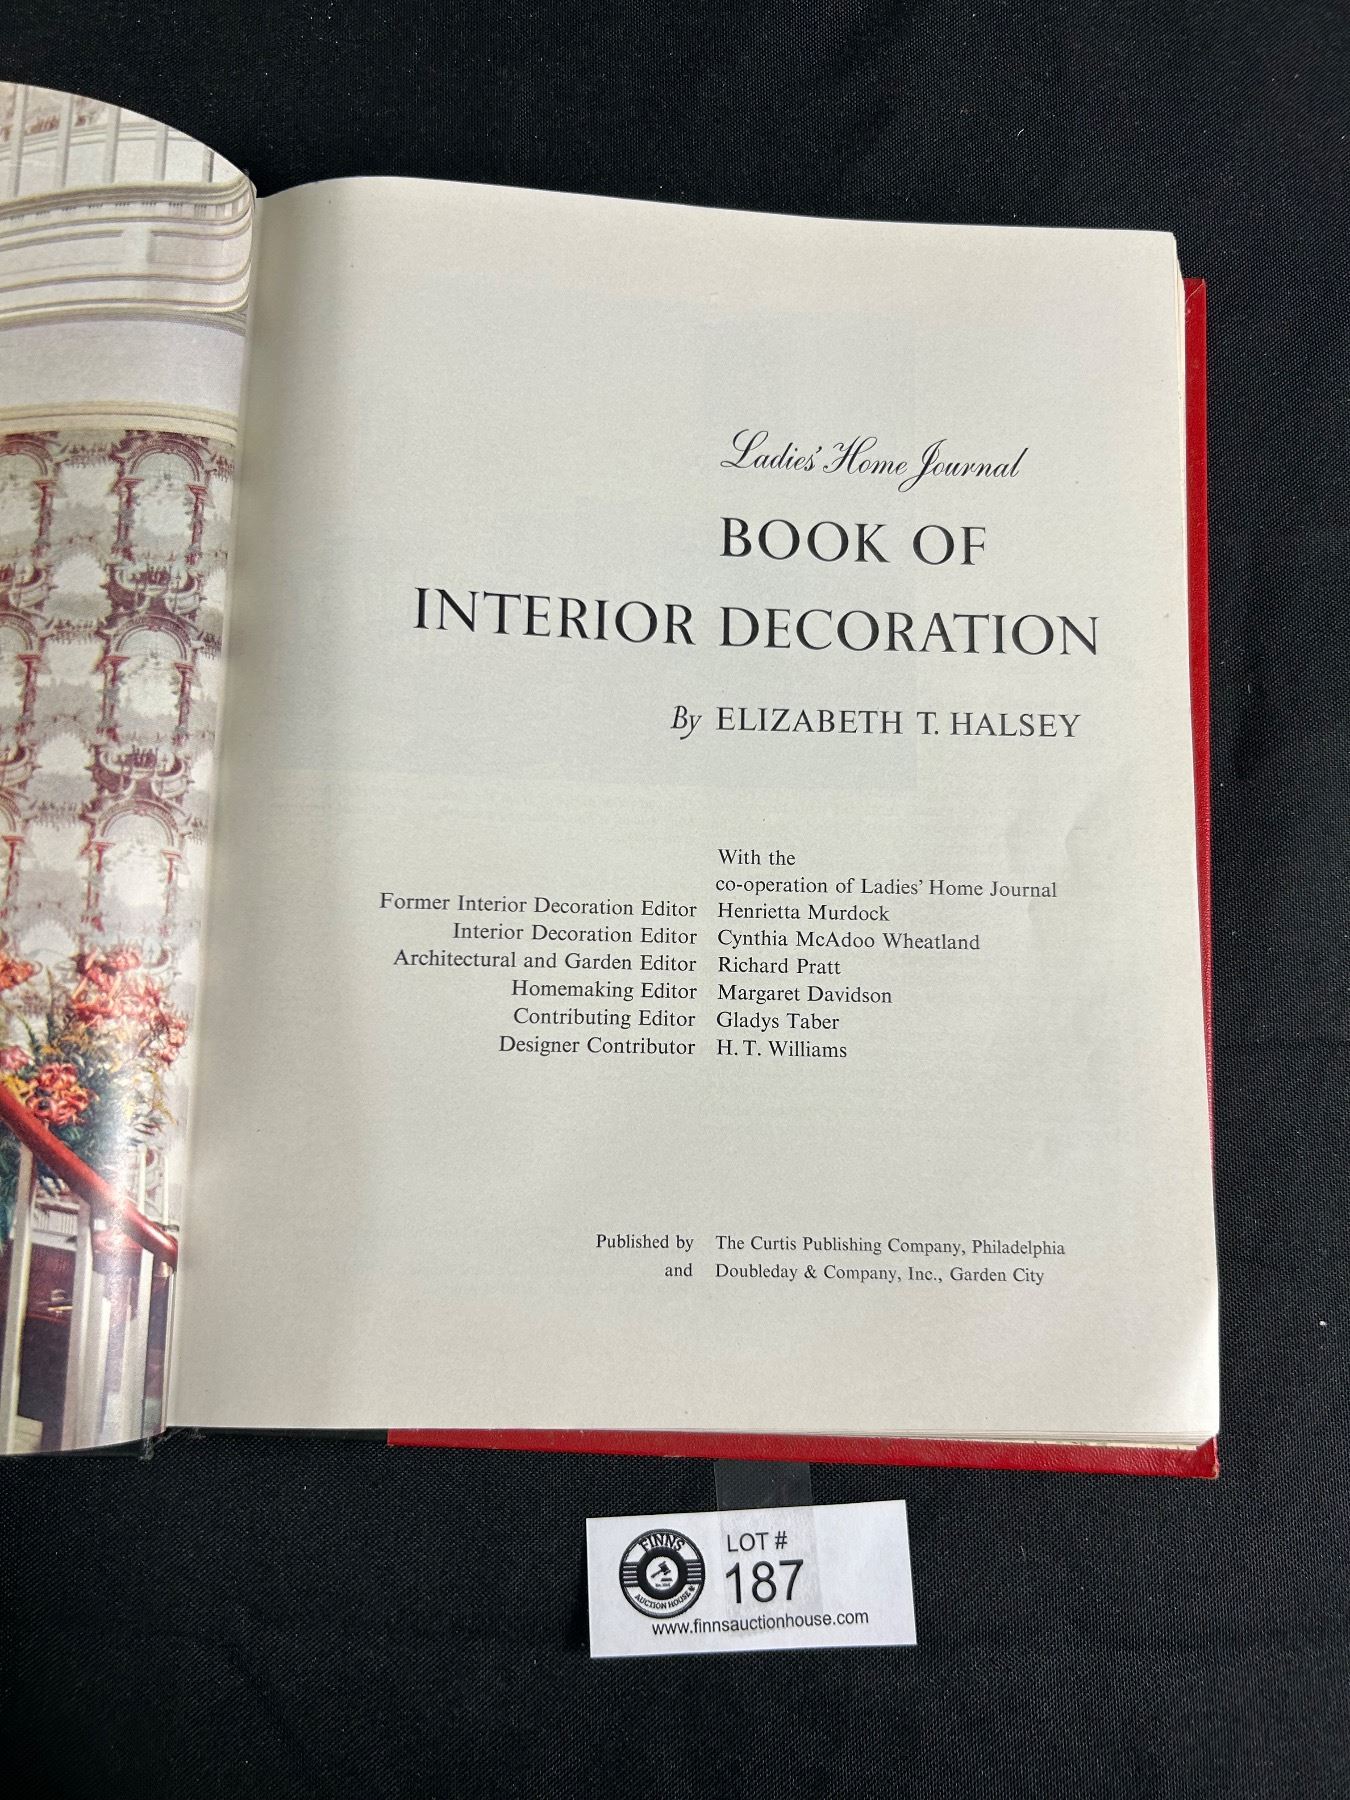 Ladies' Home Journal
BOOK OF
INTERIOR DECORATION
By ELIZABETH T. HALSEY
With the
co-operation of Ladies' Home Journal
Former Interior Decoration Editor Henrietta Murdock
Interior Decoration Editor Cynthia McAdoo Wheatland
Architectural and Garden Editor Richard Pratt
Homemaking Editor Margaret Davidson
Contributing Editor Gladys Taber
Designer Contributor H. T. Williams
Published by The Curtis Publishing Company, Philadelphia
and Doubleday & Company, Inc., Garden City
FINNS
AUCTION HOUSE
LOT #
187
www.finnsauctionhouse.com